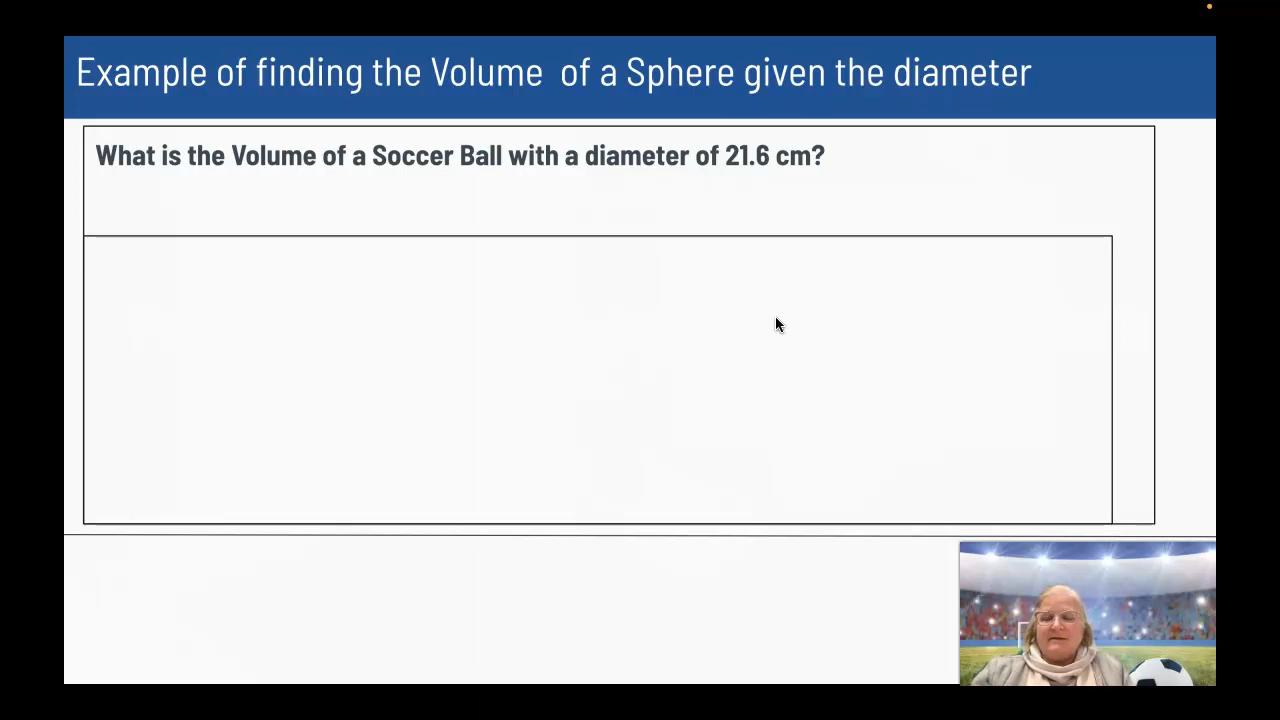 Example of finding the Volume  of a Sphere given the diameter
What is the Volume of a Soccer Ball with a diameter of 21.6 cm?